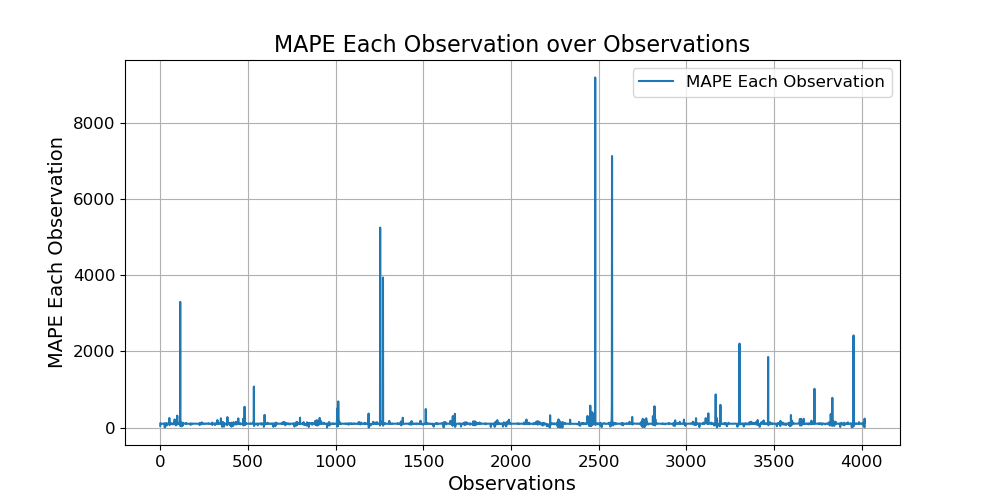 MAPE Each Observation over Observations
MAPE Each Observation
MAPE Each Observation
8000
6000
4000
2000
0
0 500 1000 1500 2000 2500 3000 3500 4000
Observations